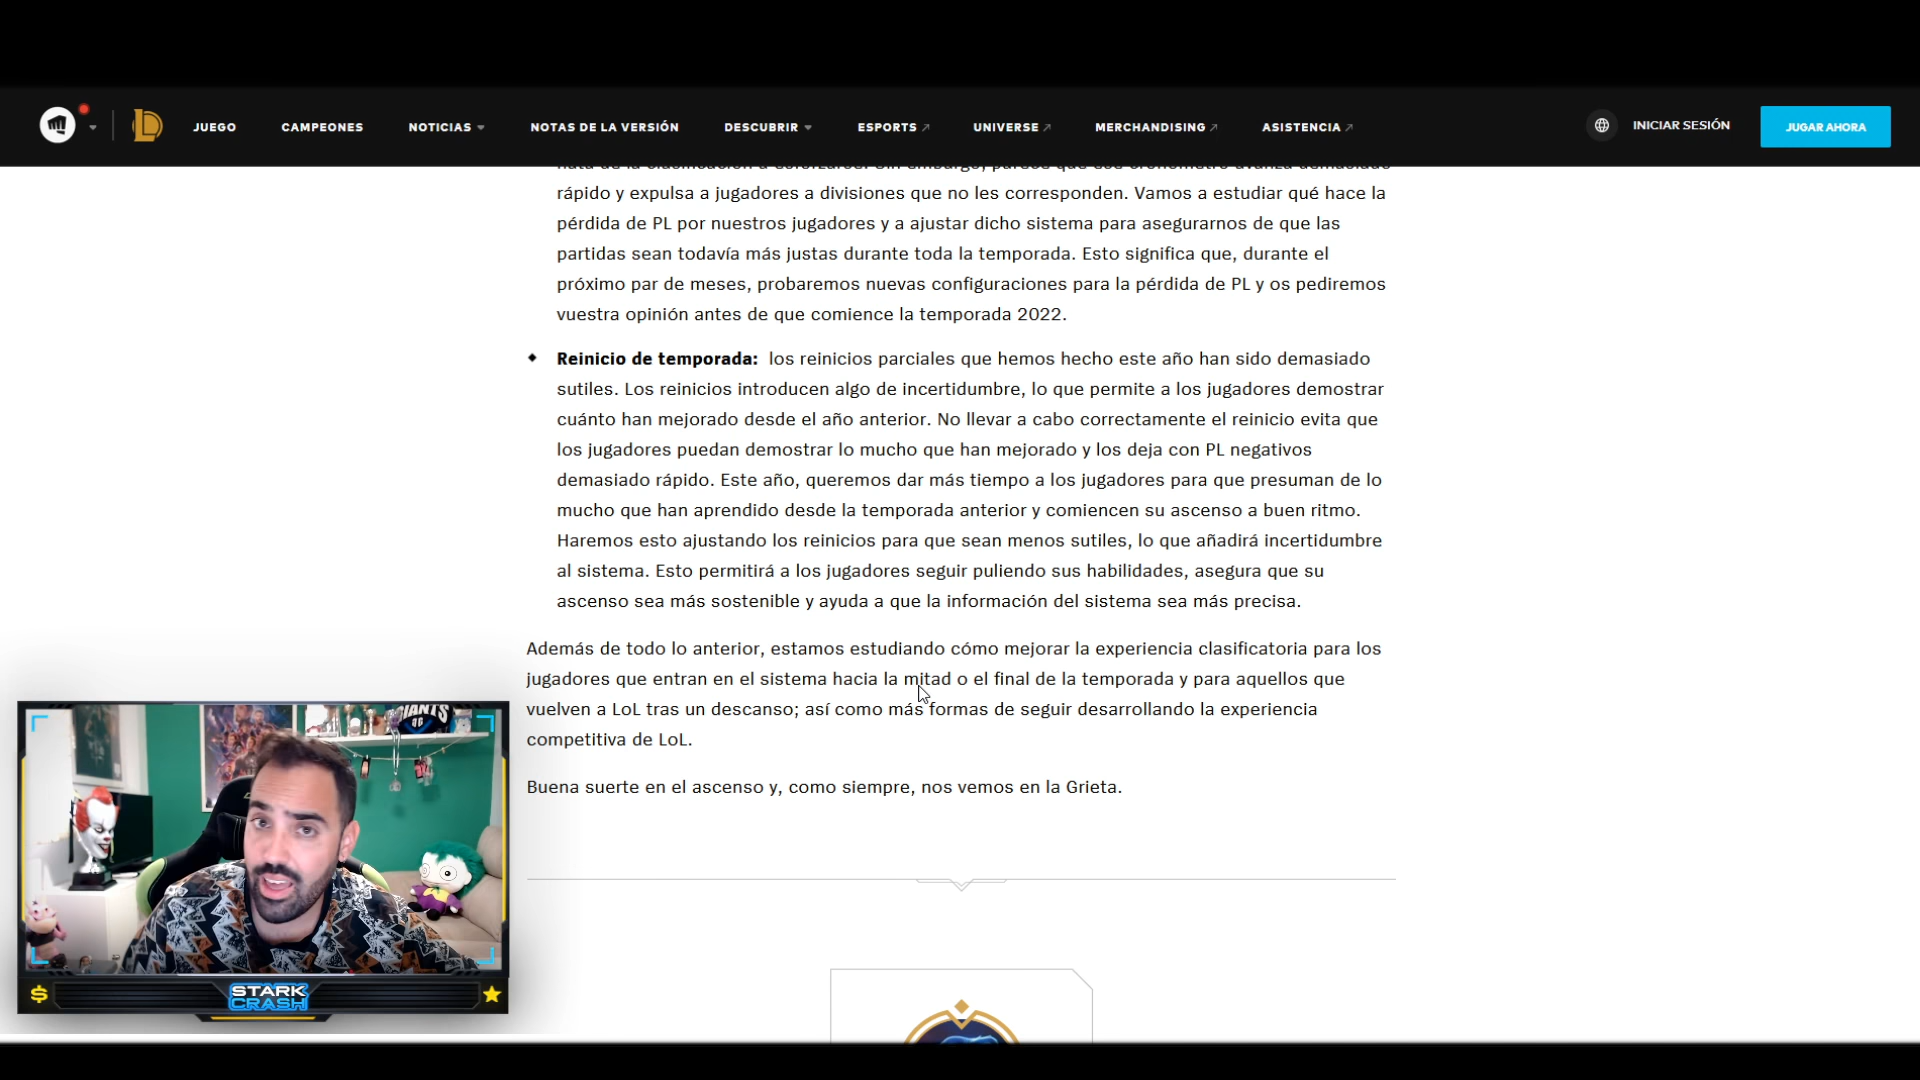 JUEGO CAMPEONES NOTICIAS NOTAS DE LA VERSIÓN DESCUBRIR ESPORTS UNIVERSE MERCHANDISING ASISTENCIA INICIAR SESIÓN JUGAR AHORA
rápido y expulsa a jugadores a divisiones que no les corresponden. Vamos a estudiar qué hace la
pérdida de PL por nuestros jugadores y a ajustar dicho sistema para asegurarnos de que las
partidas sean todavía más justas durante toda la temporada. Esto significa que, durante el
próximo par de meses, probaremos nuevas configuraciones para la pérdida de PL y os pediremos
vuestra opinión antes de que comience la temporada 2022.
Reinicio de temporada: los reinicios parciales que hemos hecho este año han sido demasiado
sutiles. Los reinicios introducen algo de incertidumbre, lo que permite a los jugadores demostrar
cuánto han mejorado desde el año anterior. No llevar a cabo correctamente el reinicio evita que
los jugadores puedan demostrar lo mucho que han mejorado y los deja con PL negativos
demasiado rápido. Este año, queremos dar más tiempo a los jugadores para que presuman de lo
mucho que han aprendido desde la temporada anterior y comiencen su ascenso a buen ritmo.
Haremos esto ajustando los reinicios para que sean menos sutiles, lo que añadirá incertidumbre
al sistema. Esto permitirá a los jugadores seguir puliendo sus habilidades, asegura que su
ascenso sea más sostenible y ayuda a que la información del sistema sea más precisa.
Además de todo lo anterior, estamos estudiando cómo mejorar la experiencia clasificatoria para los
jugadores que entran en el sistema hacia la mitad o el final de la temporada y para aquellos que
vuelven a LoL tras un descanso; así como más formas de seguir desarrollando la experiencia
competitiva de LoL.
Buena suerte en el ascenso y, como siempre, nos vemos en la Grieta.
GIANTS
STARK
CRASH